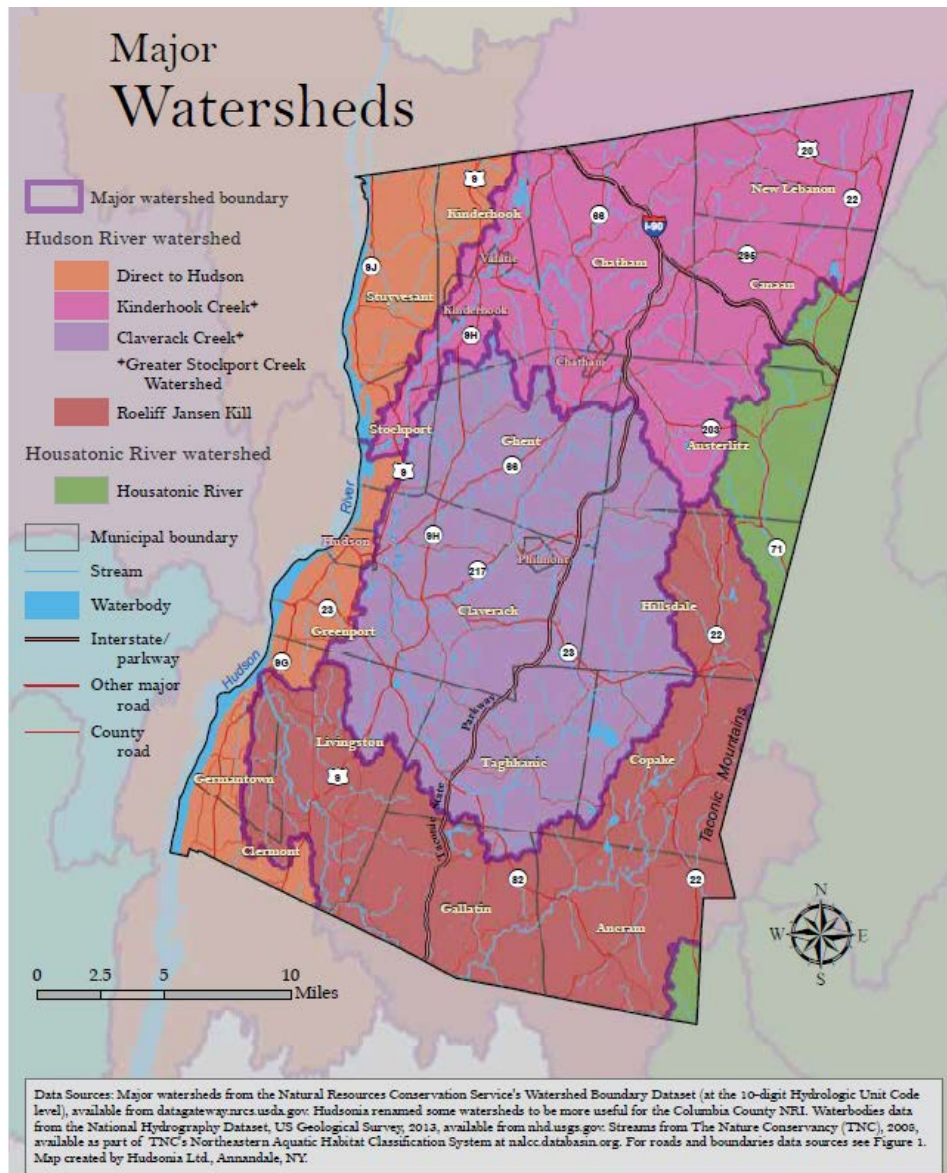 Major
Watersheds
Major watershed boundary
Hudson River watershed
Direct to Hudson
Kinderhook Creek*
Claverack Creek*
*Greater Stockport Creek
Watershed
Roeliff Jansen Kill
Housatonic River watershed
Housatonic River
Municipal boundary
Stream
Waterbody
Interstate/
parkway
Other major
road
County
road
20
9
New Lebanon
22
Kinderhook
66
I-90
Valatie
295
9J
Chatham
Canaan
Stuyvesant
Kinderhook
9H
Chatham
Stockport
203
Ghent
Austerlitz
9
66
River
9H
Hudson
Philmont
71
217
23
Claverack
Hillsdale
Greenport
22
23
9G
Hudson
Parkway
Livingston
Taghkanic
Copake
Taconic Mountains
Germantown
9
Taconic State
Clermont
82
22
Gallatin
Ancram
N
W
E
S
0 2.5 5 10
Miles
Data Sources: Major watersheds from the Natural Resources Conservation Service's Watershed Boundary Dataset (at the 10-digit Hydrologic Unit Code
level), available from datagateway.nrcs.usda.gov. Hudsonia renamed some watersheds to be more useful for the Columbia County NRI. Waterbodies data
from the National Hydrography Dataset, US Geological Survey, 2013, available from nhd.usgs.gov. Streams from The Nature Conservancy (TNC), 2008,
available as part of TNC's Northeastern Aquatic Habitat Classification System at nalcc.databasin.org. For roads and boundaries data sources see Figure 1.
Map created by Hudsonia Ltd., Annandale, NY.